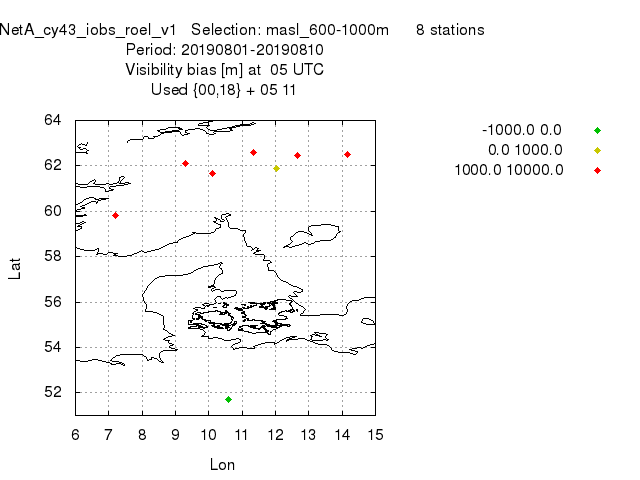 NetA_cy43_iobs_roel_v1 Selection: masl_600-1000m 8 stations
Period: 20190801-20190810
Visibility bias [m] at 05 UTC
Used {00,18} + 05 11
-1000.0 0.0
0.0 1000.0
1000.0 10000.0
64
62
60
58
56
54
52
Lat
6 7 8 9 10 11 12 13 14 15
Lon